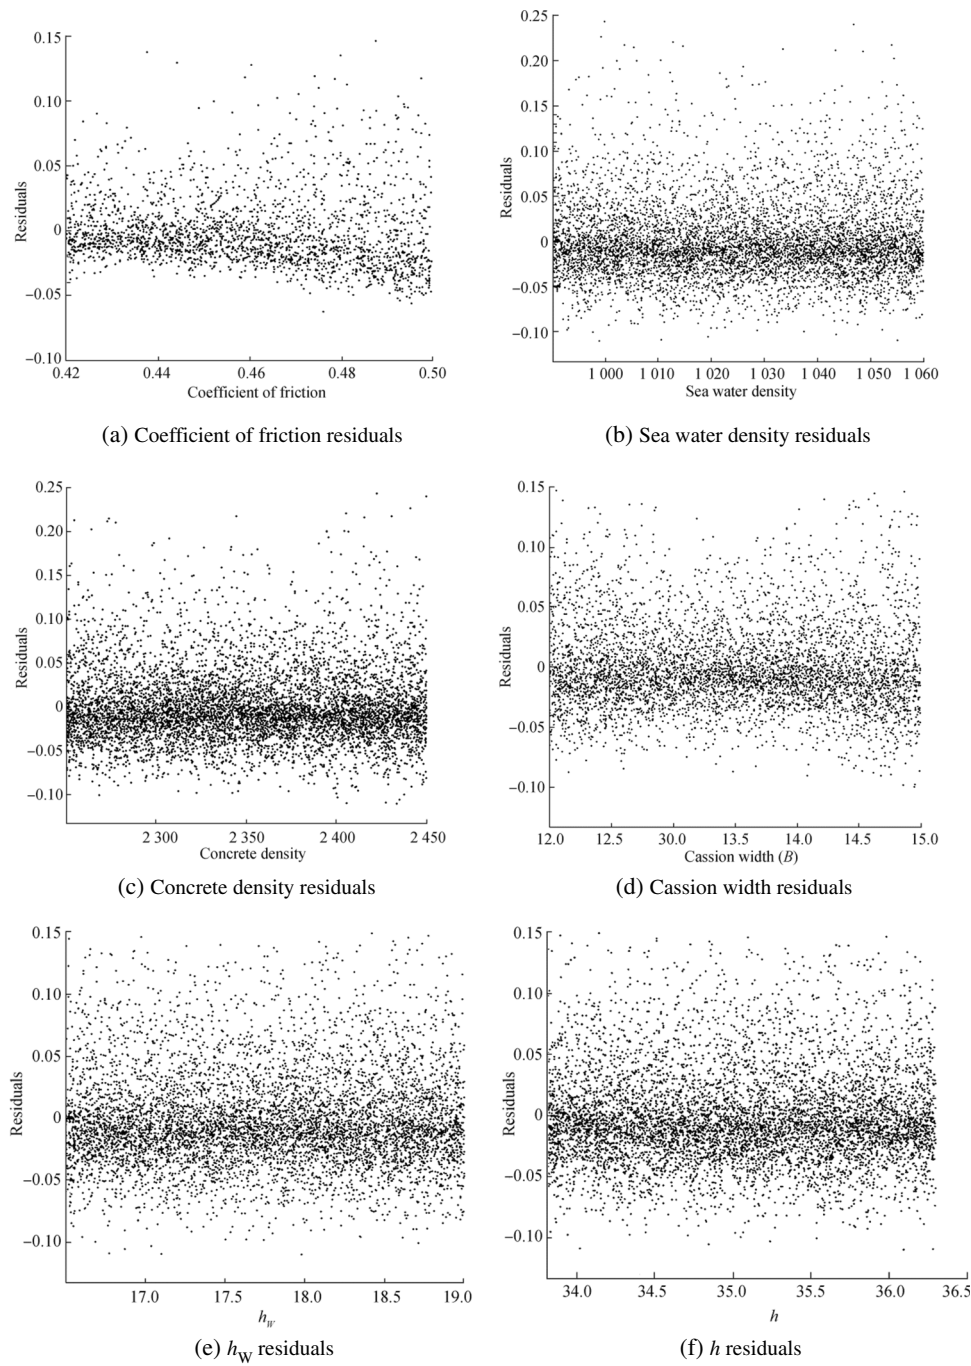 0.15
0.10
0.05
0
−0.05
−0.10
Residuals
0.42 0.44 0.46 0.48 0.50
Coefficient of friction
(a) Coefficient of friction residuals
0.25
0.20
0.15
0.10
0.05
0
−0.05
−0.10
Residuals
1 000 1 010 1 020 1 030 1 040 1 050 1 060
Sea water density
(b) Sea water density residuals
0.25
0.20
0.15
0.10
0.05
0
−0.05
−0.10
Residuals
2 300 2 350 2 400 2 450
Concrete density
(c) Concrete density residuals
0.15
0.10
0.05
0
−0.05
−0.10
Residuals
12.0 12.5 30.0 13.5 14.0 14.5 15.0
Cassion width (B)
(d) Cassion width residuals
0.15
0.10
0.05
0
−0.05
−0.10
Residuals
17.0 17.5 18.0 18.5 19.0
h_W
(e) h_W residuals
0.15
0.10
0.05
0
−0.05
−0.10
Residuals
34.0 34.5 35.0 35.5 36.0 36.5
h
(f) h residuals